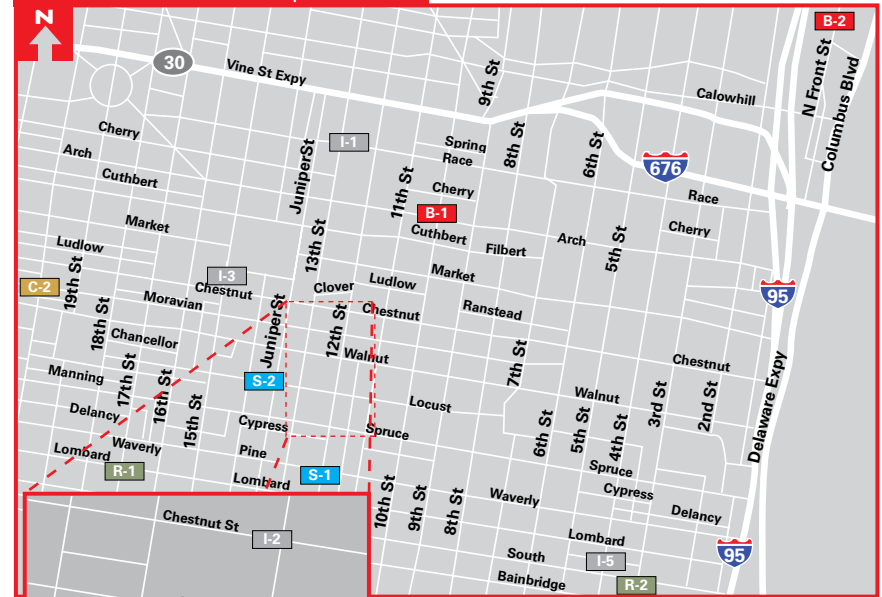 N
B-2
30
Vine St Expy
9th St
Calowhill
N Front St
Columbus Blvd
Cherry
Arch
Cuthbert
JuniperSt
I-1
Spring
Race
8th St
6th St
676
Race
11th St
Cherry
B-1
Cuthbert
Filbert
Arch
Cherry
5th St
Market
Ludlow
13th St
Market
C-2
19th St
I-3
Chestnut
Moravian
Clover
Ludlow
Chestnut
Ranstead
95
18th St
Chancellor
JuniperSt
12th St
Walnut
7th St
Chestnut
Manning
17th St
16th St
S-2
Delancy
15th St
Cypress
Locust
Spruce
Walnut
6th St
5th St
4th St
3rd St
2nd St
Delaware Expy
Lombard
Waverly
R-1
Pine
Lombard
S-1
Spruce
Cypress
10th St
9th St
8th St
Waverly
Delancy
Chestnut St
I-2
Lombard
South
I-5
95
Bainbridge
R-2